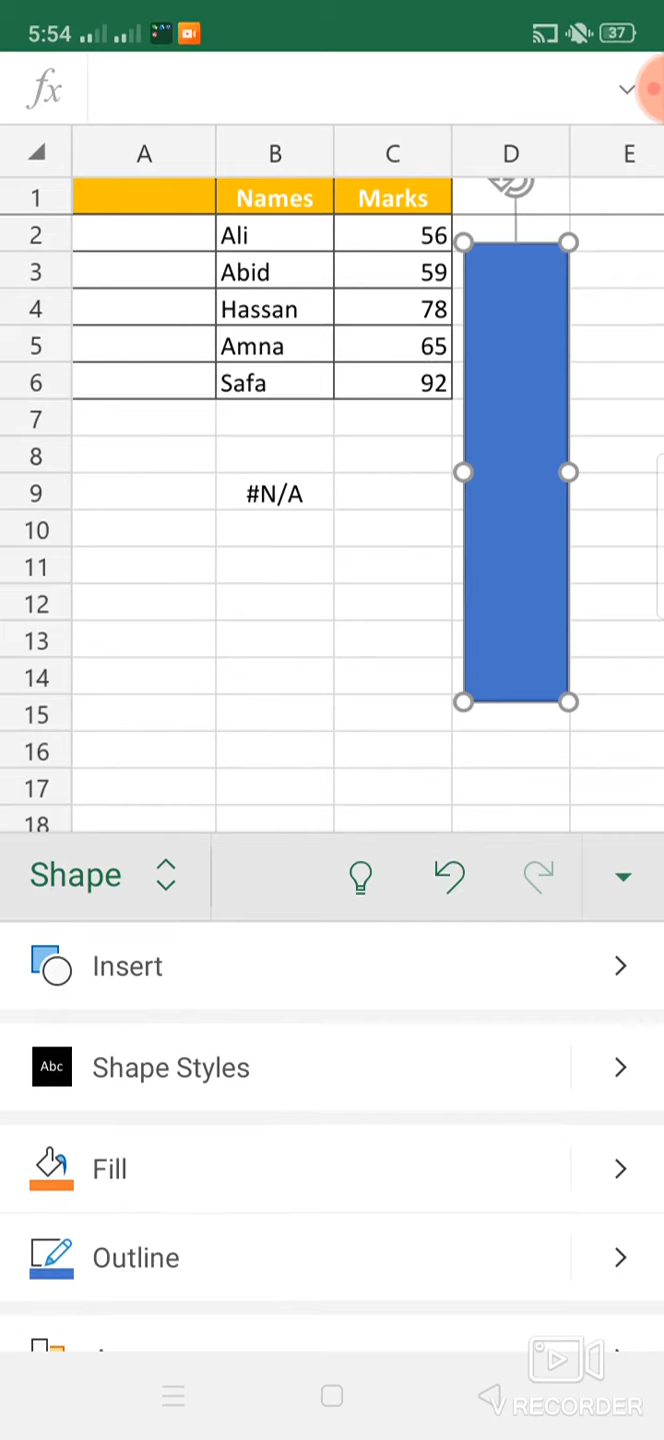 5:54 37
fx
A B C D E
1 Names Marks
2 Ali 56
3 Abid 59
4 Hassan 78
5 Amna 65
6 Safa 92
7
8
9 #N/A
10
11
12
13
14
15
16
17
18
Shape
Insert
Abc Shape Styles
Fill
Outline
RECORDER